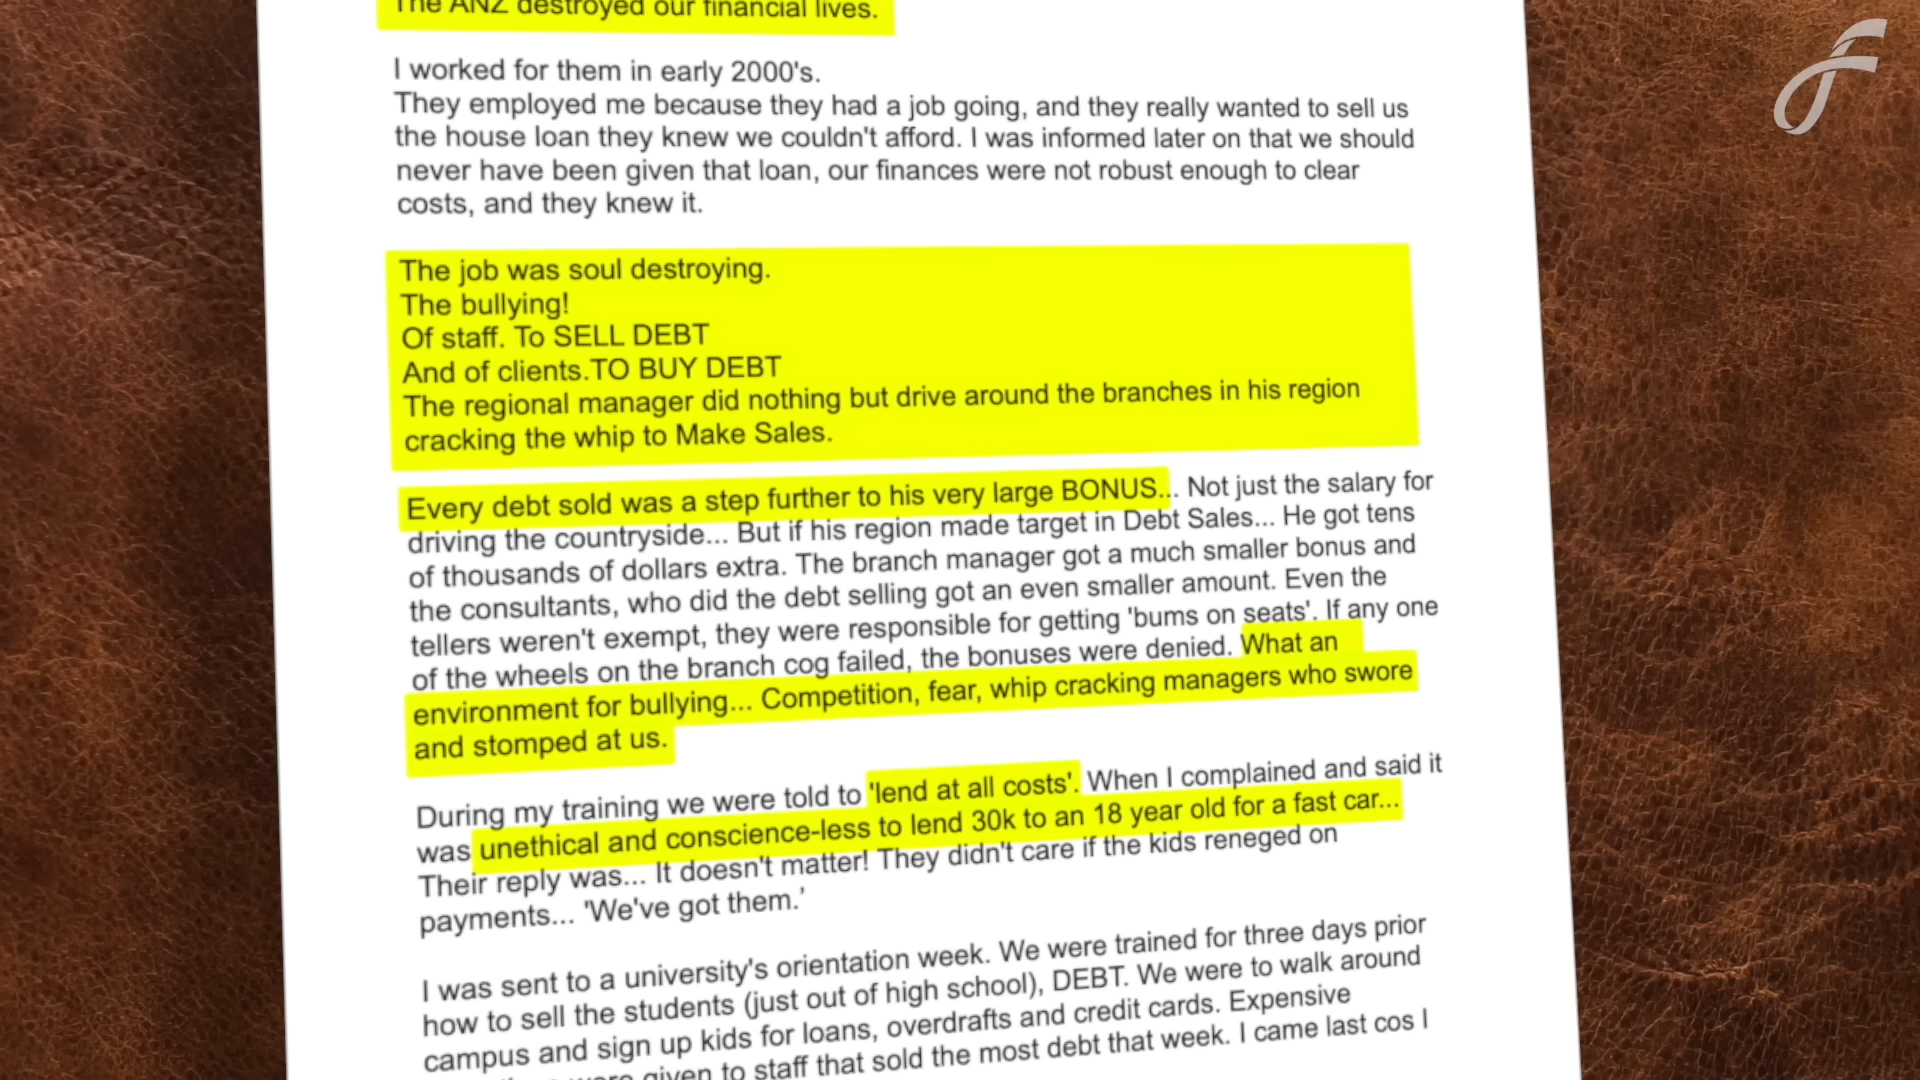 The ANZ destroyed our financial lives.
I worked for them in early 2000's.
They employed me because they had a job going, and they really wanted to sell us
the house loan they knew we couldn't afford. I was informed later on that we should
never have been given that loan, our finances were not robust enough to clear
costs, and they knew it.
The job was soul destroying.
The bullying!
Of staff. To SELL DEBT
And of clients.TO BUY DEBT
The regional manager did nothing but drive around the branches in his region
cracking the whip to Make Sales.
Every debt sold was a step further to his very large BONUS... Not just the salary for
driving the countryside... But if his region made target in Debt Sales... He got tens
of thousands of dollars extra. The branch manager got a much smaller bonus and
the consultants, who did the debt selling got an even smaller amount. Even the
tellers weren't exempt, they were responsible for getting 'bums on seats'. If any one
of the wheels on the branch cog failed, the bonuses were denied. What an
environment for bullying... Competition, fear, whip cracking managers who swore
and stomped at us.
During my training we were told to 'lend at all costs'. When I complained and said it
was unethical and conscience-less to lend 30k to an 18 year old for a fast car...
Their reply was... It doesn't matter! They didn't care if the kids reneged on
payments... 'We've got them.'
I was sent to a university's orientation week. We were trained for three days prior
how to sell the students (just out of high school), DEBT. We were to walk around
campus and sign up kids for loans, overdrafts and credit cards. Expensive
were given to staff that sold the most debt that week. I came last cos I